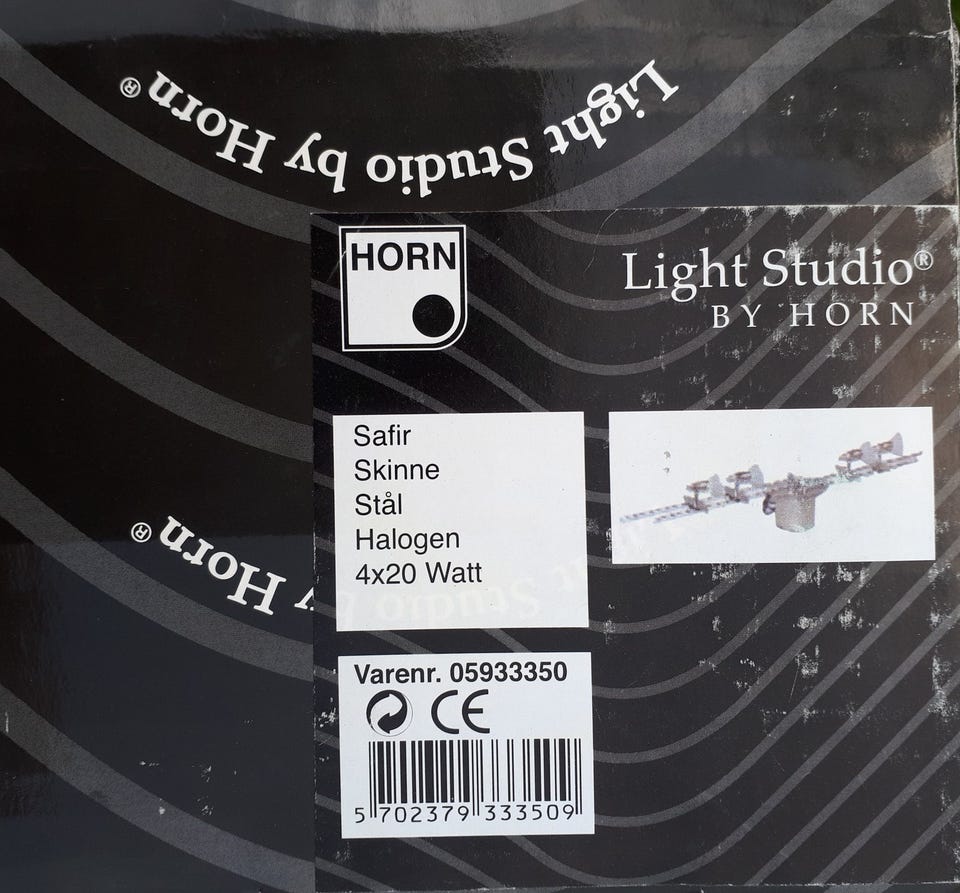 Light Studio by Horn®
HORN
Light Studio®
BY HORN
Safir
Skinne
Stål
Halogen
4x20 Watt
Horn®
Varenr. 05933350
CE
5 702379 333509